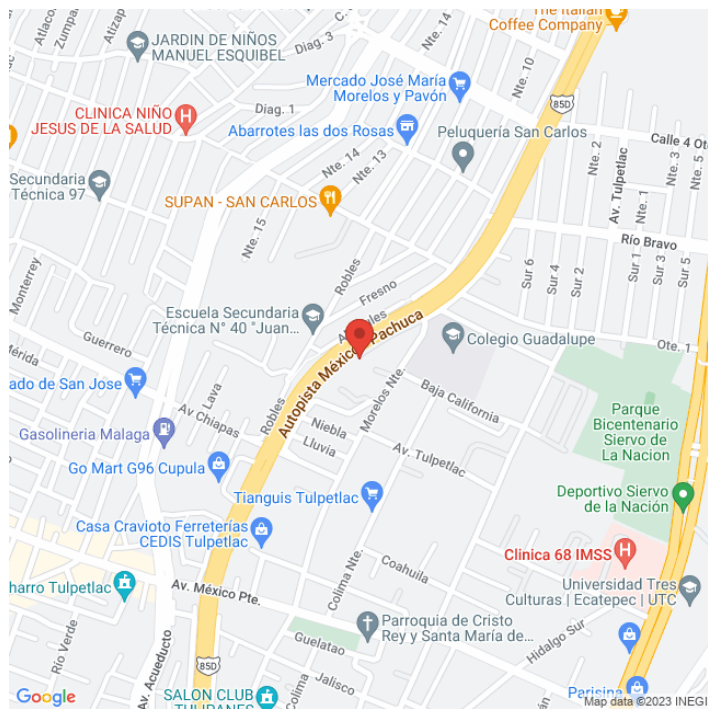 The Italian
Coffee Company
Atlaco
Zumpa
Diag. 3
Nte. 14
Nte. 10
JARDIN DE NIÑOS
MANUEL ESQUIBEL
Mercado José María
Morelos y Pavón
85D
CLINICA NIÑO
JESUS DE LA SALUD
Diag. 1
Abarrotes las dos Rosas
Peluquería San Carlos
Calle 4 Ote.
Nte. 2
Av. Tulpetlac
Nte. 3
Nte. 1
Nte. 5
Nte. 14
Nte. 13
Secundaria
Técnica 97
SUPAN - SAN CARLOS
Nte. 15
Río Bravo
Sur 6
Sur 4
Sur 2
Sur 1
Sur 3
Sur 5
Monterrey
Robles
Fresno
Escuela Secundaria
Técnica N° 40 "Juan...
Guerrero
Autopista México
Pachuca
Colegio Guadalupe
Ote. 1
Mérida
ado de San Jose
Lava
Av Chiapas
Robles
Morelos Nte.
Baja California
Parque
Bicentenario
Siervo de
La Nacion
Gasolineria Malaga
Niebla
Lluvia
Av. Tulpetlac
Go Mart G96 Cupula
Tianguis Tulpetlac
Deportivo Siervo
de la Nación
Casa Cravioto Ferreterías
CEDIS Tulpetlac
Clinica 68 IMSS
Coahuila
Colima Nte.
harro Tulpetlac
Av. México Pte.
Universidad Tres
Culturas | Ecatepec | UTC
Parroquia de Cristo
Rey y Santa María de...
Guelatao
Hidalgo Sur
Río Verde
Av. Acueducto
85D
Colima
Jalisco
SALON CLUB
TULIPANES
Parisina
Google
Map data ©2023 INEGI